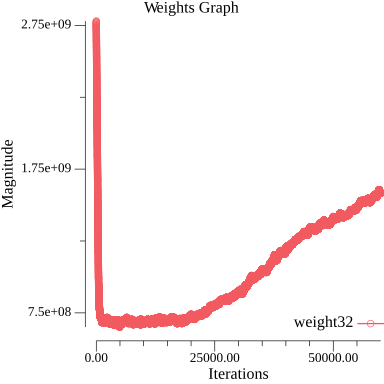 Weights Graph
2.75e+09
1.75e+09
7.5e+08
Magnitude
weight32
0.00 25000.00 50000.00
Iterations